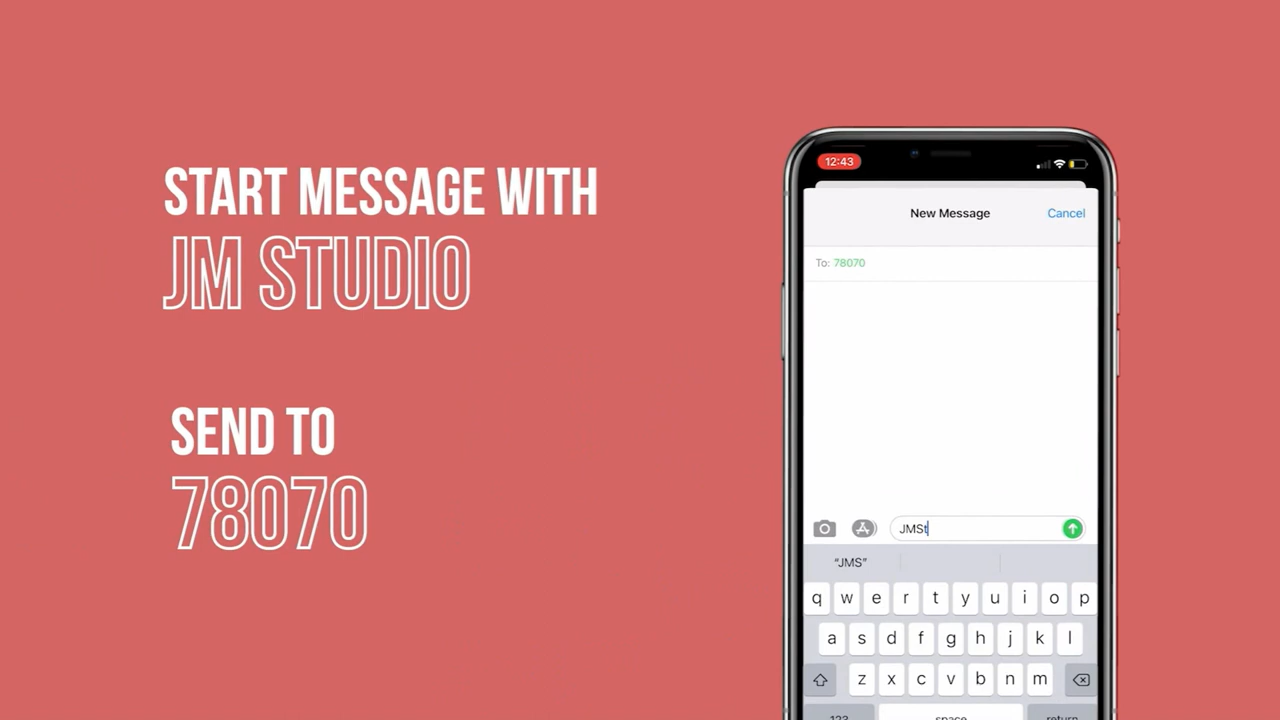 START MESSAGE WITH
JM STUDIO
SEND TO
78070
12:43
New Message
Cancel
To: 78070
JMSt
“JMS”
q w e r t y u i o p
a s d f g h j k l
z x c v b n m
123 space return